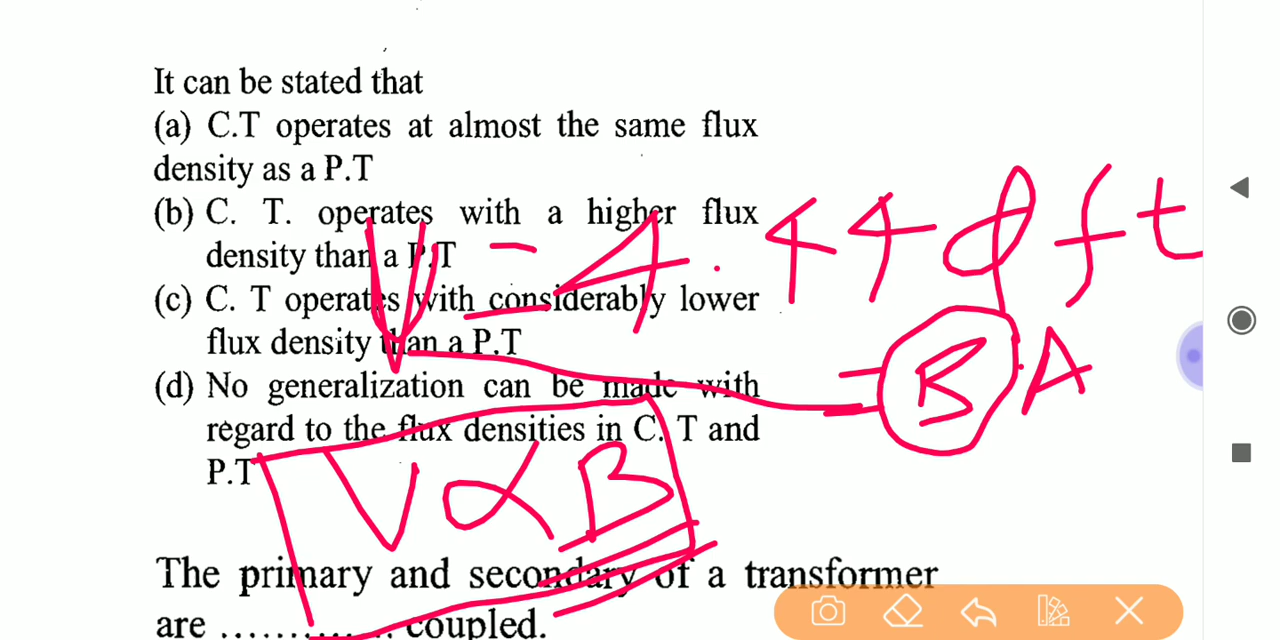 It can be stated that
(a) C.T operates at almost the same flux
density as a P.T
(b) C. T. operates with a higher flux
density than a P.T
(c) C. T operates with considerably lower
flux density than a P.T
(d) No generalization can be made with
regard to the flux densities in C. T and
P.T
V = 4.44 φ f t
= B.A
V ∝ B
The primary and secondary of a transformer
are .............. coupled.